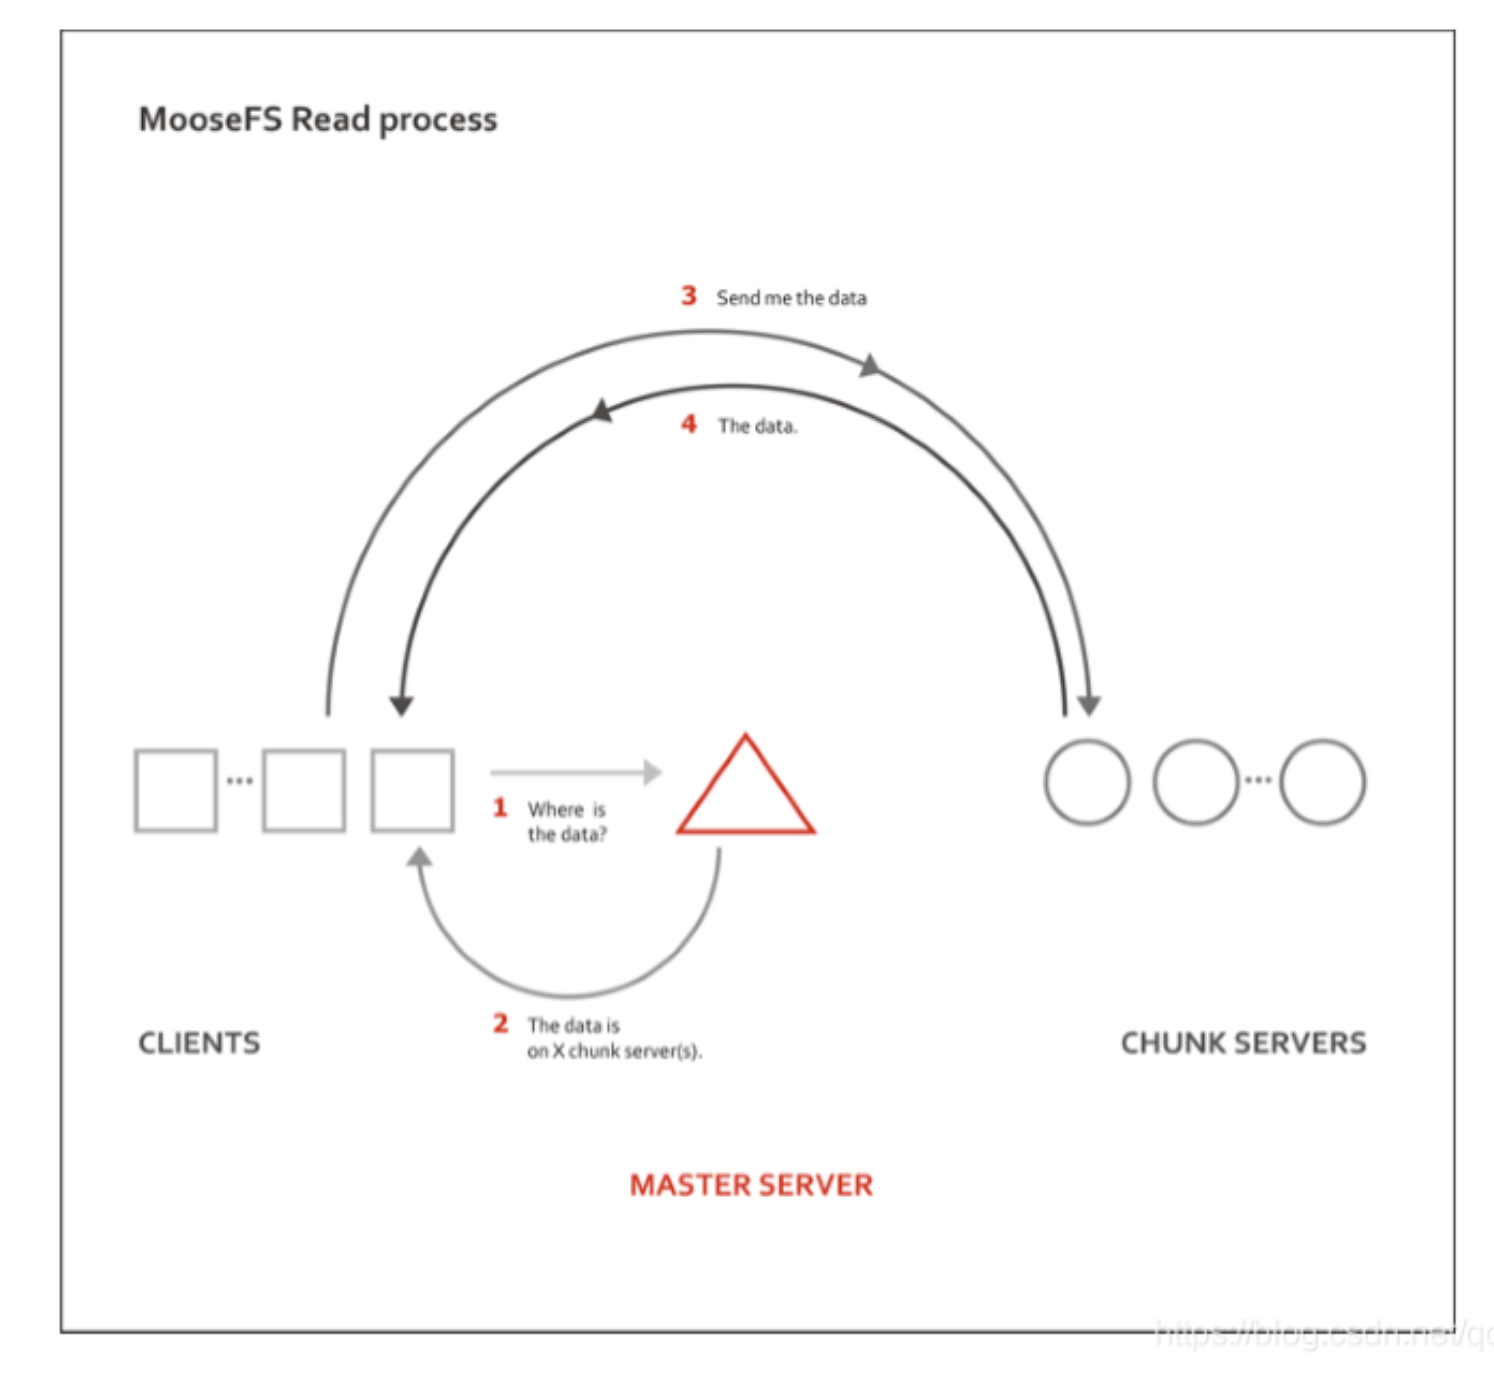 MooseFS Read process
3 Send me the data
4 The data.
1 Where is
the data?
2 The data is
on X chunk server(s).
CLIENTS
CHUNK SERVERS
MASTER SERVER
https://blog.csdn.net/qq